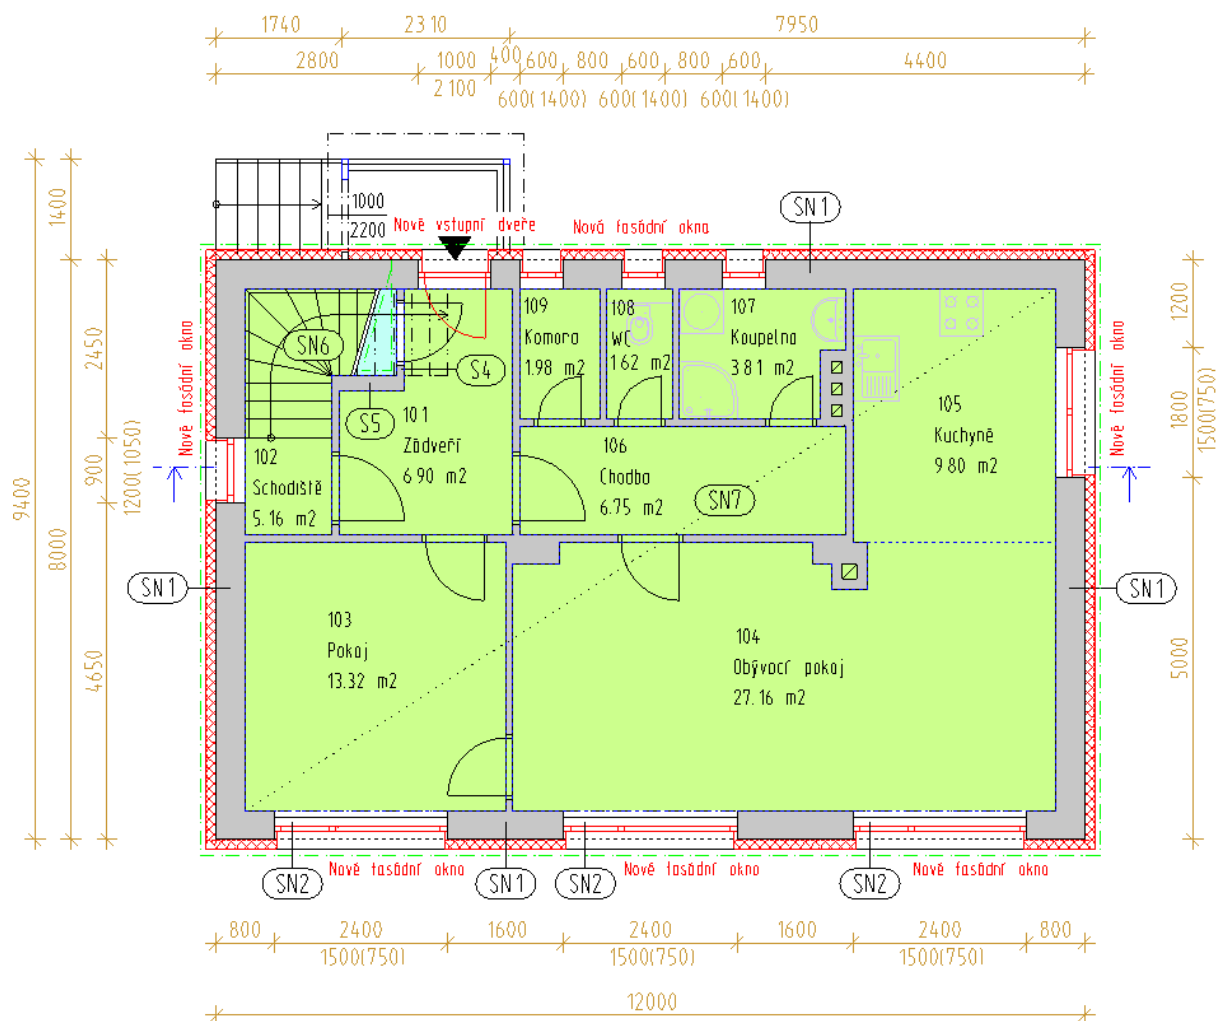 1740 2310 7950
2800 1000 400 600 800 600 800 600 4400
2100 600(1400) 600(1400) 600(1400)
1000
2200
Nové vstupní dveře
Nová fasádní okna
SN1
1400
2450
900
1200(1050)
4650
8000
9400
Nové fasádní okno
1200
1800
1500(750)
5000
Nové fasádní okno
SN6
S4
S5
109
Komora
1.98 m2
108
WC
1.62 m2
107
Koupelna
3.81 m2
101
Zádveří
6.90 m2
102
Schodiště
5.16 m2
106
Chodba
6.75 m2
SN7
105
Kuchyně
9.80 m2
SN1
SN1
103
Pokoj
13.32 m2
104
Obývací pokoj
27.16 m2
Nové fasádní okno
Nové fasádní okno
Nové fasádní okno
SN2
SN1
SN2
SN2
800 2400 1600 2400 1600 2400 800
1500(750) 1500(750) 1500(750)
12000